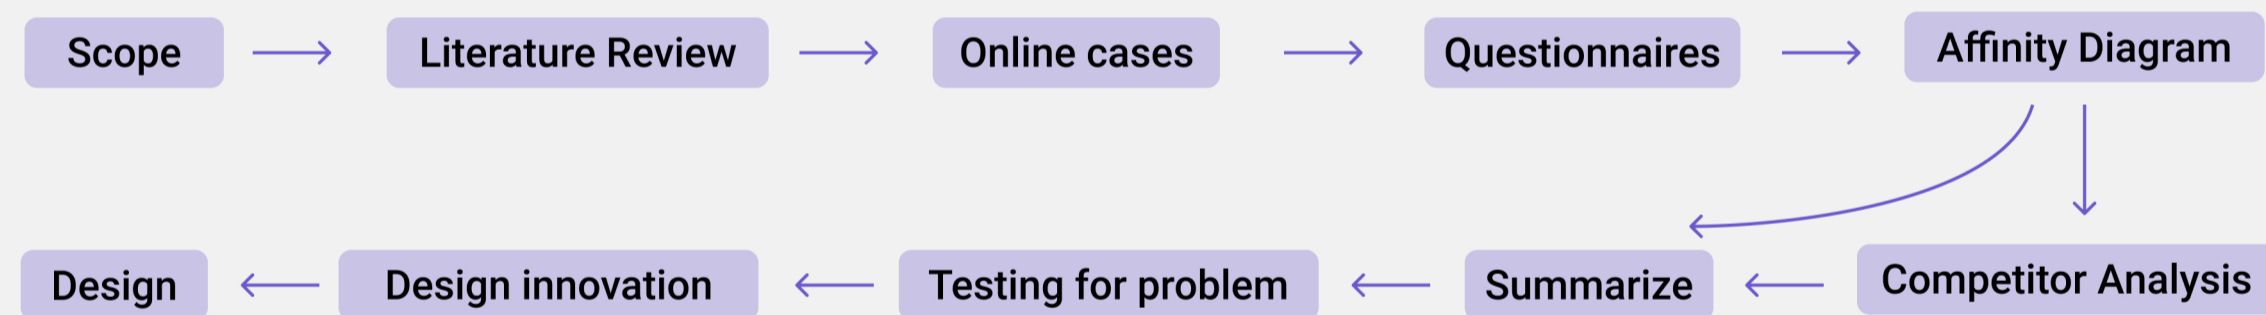 Scope
Literature Review
Online cases
Questionnaires
Affinity Diagram
Competitor Analysis
Summarize
Testing for problem
Design innovation
Design